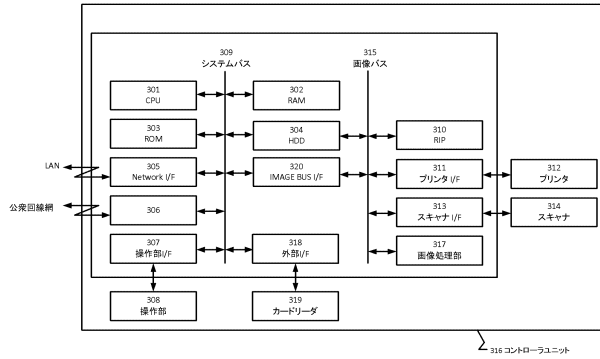 309
システムバス
315
画像バス
301
CPU
302
RAM
303
ROM
304
HDD
310
RIP
LAN
305
Network I/F
320
IMAGE BUS I/F
311
プリンタ I/F
312
プリンタ
公衆回線網
306
313
スキャナ I/F
314
スキャナ
307
操作部I/F
318
外部I/F
317
画像処理部
308
操作部
319
カードリーダ
316 コントローラユニット